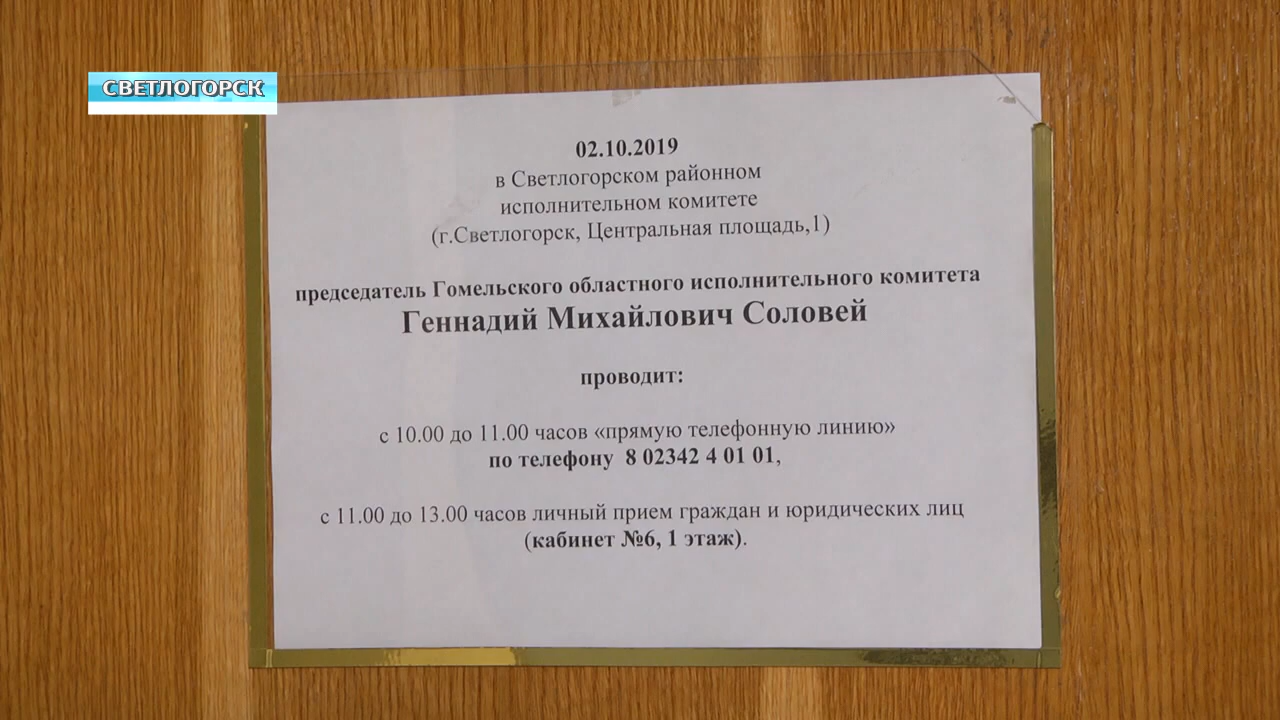 СВЕТЛОГОРСК
02.10.2019
в Светлогорском районном
исполнительном комитете
(г.Светлогорск, Центральная площадь,1)
председатель Гомельского областного исполнительного комитета
Геннадий Михайлович Соловей
проводит:
с 10.00 до 11.00 часов «прямую телефонную линию»
по телефону 8 02342 4 01 01,
с 11.00 до 13.00 часов личный прием граждан и юридических лиц
(кабинет №6, 1 этаж).